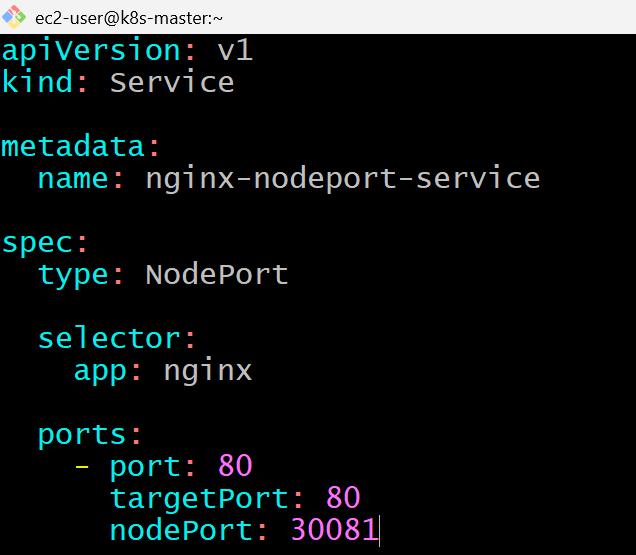 ec2-user@k8s-master:~
apiVersion: v1
kind: Service
metadata:
  name: nginx-nodeport-service
spec:
  type: NodePort
  selector:
    app: nginx
  ports:
    - port: 80
      targetPort: 80
      nodePort: 30081